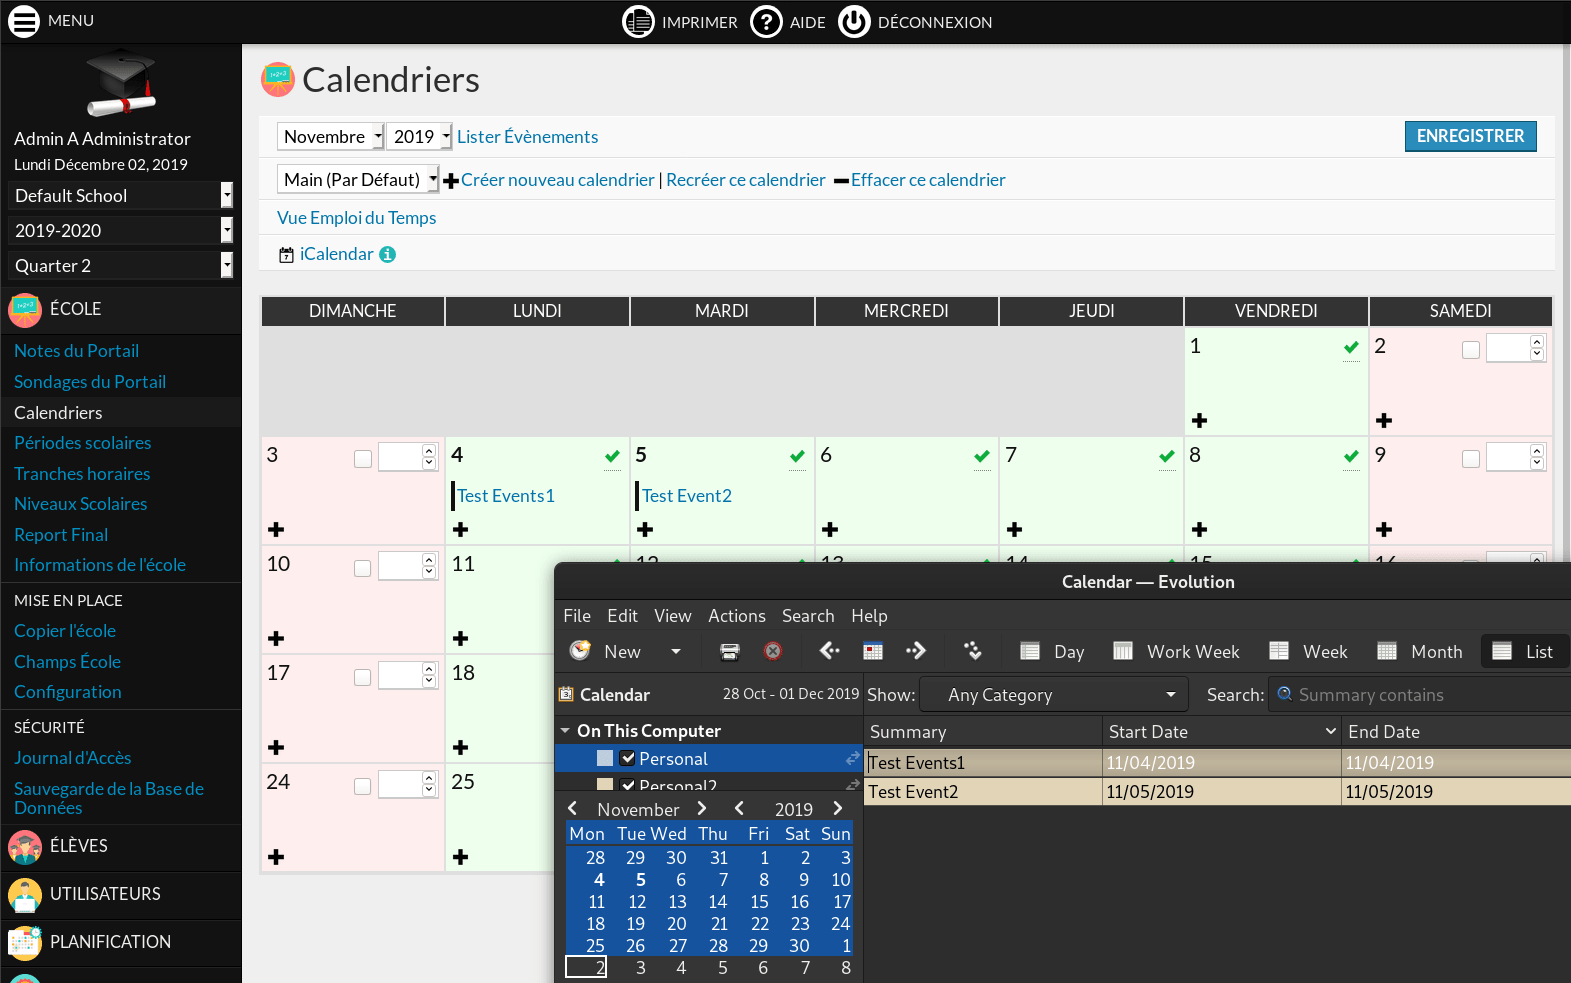 MENU
IMPRIMER AIDE DÉCONNEXION
Admin A Administrator
Lundi Décembre 02, 2019
Default School
2019-2020
Quarter 2
ÉCOLE
Notes du Portail
Sondages du Portail
Calendriers
Périodes scolaires
Tranches horaires
Niveaux Scolaires
Report Final
Informations de l'école
MISE EN PLACE
Copier l'école
Champs École
Configuration
SÉCURITÉ
Journal d'Accès
Sauvegarde de la Base de
Données
ÉLÈVES
UTILISATEURS
PLANIFICATION
Calendriers
Novembre 2019 Lister Évènements ENREGISTRER
Main (Par Défaut) Créer nouveau calendrier | Recréer ce calendrier Effacer ce calendrier
Vue Emploi du Temps
iCalendar
DIMANCHE LUNDI MARDI MERCREDI JEUDI VENDREDI SAMEDI
1 2
3 4 5 6 7 8 9
Test Events1 Test Event2
10 11 12 13 14 15 16
17 18
24 25
Calendar — Evolution
File Edit View Actions Search Help
New Day Work Week Week Month List
Calendar 28 Oct - 01 Dec 2019 Show: Any Category Search: Summary contains
On This Computer
Personal
Personal2
Summary Start Date End Date
Test Events1 11/04/2019 11/04/2019
Test Event2 11/05/2019 11/05/2019
November 2019
Mon Tue Wed Thu Fri Sat Sun
28 29 30 31 1 2 3
4 5 6 7 8 9 10
11 12 13 14 15 16 17
18 19 20 21 22 23 24
25 26 27 28 29 30 1
2 3 4 5 6 7 8